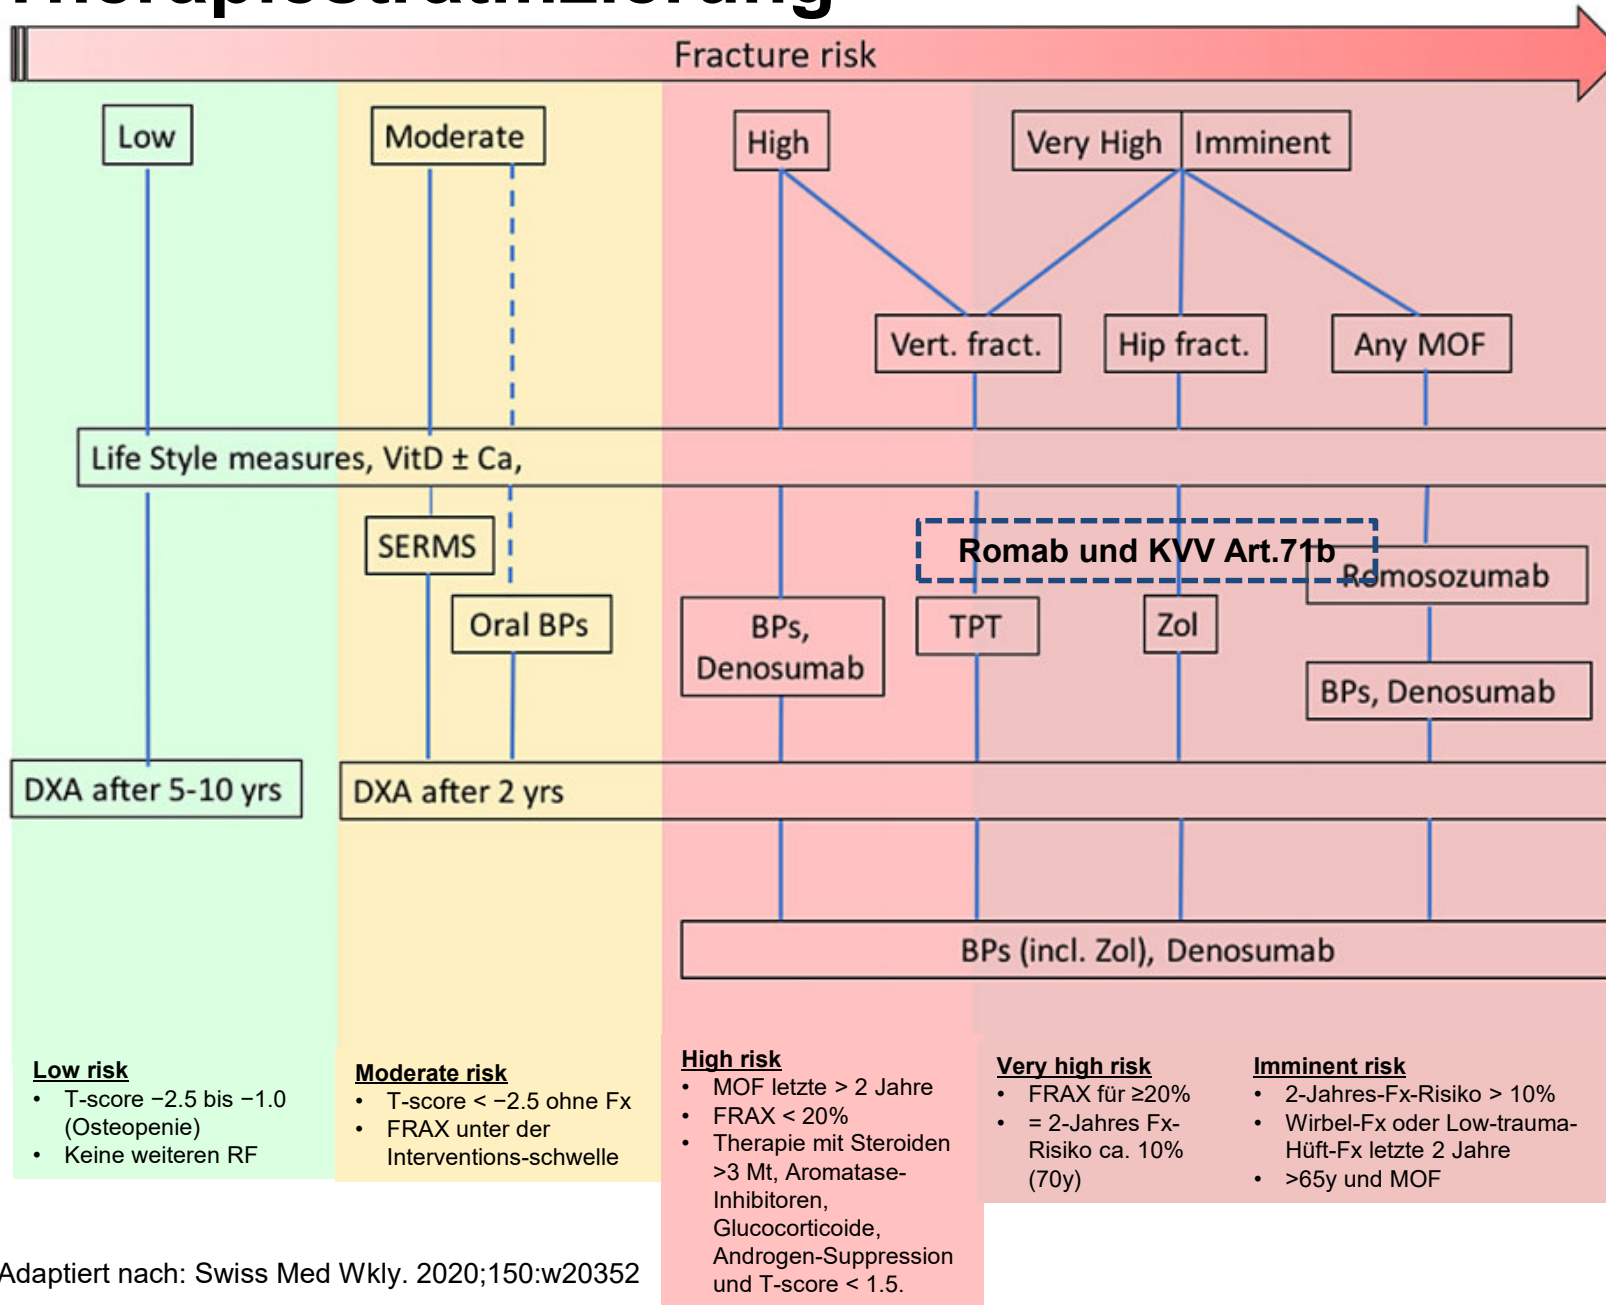 Therapiestratifizierung
Fracture risk
Low
Moderate
High
Very High
Imminent
Vert. fract.
Hip fract.
Any MOF
Life Style measures, VitD ± Ca,
SERMS
Romab und KVV Art.71b
Romosozumab
Oral BPs
BPs,
Denosumab
TPT
Zol
BPs, Denosumab
DXA after 5-10 yrs
DXA after 2 yrs
BPs (incl. Zol), Denosumab
Low risk
• T-score −2.5 bis −1.0
(Osteopenie)
• Keine weiteren RF
Moderate risk
• T-score < −2.5 ohne Fx
• FRAX unter der
Interventions-schwelle
High risk
• MOF letzte > 2 Jahre
• FRAX < 20%
• Therapie mit Steroiden
>3 Mt, Aromatase-
Inhibitoren,
Glucocorticoide,
Androgen-Suppression
und T-score < 1.5.
Very high risk
• FRAX für ≥20%
• = 2-Jahres Fx-
Risiko ca. 10%
(70y)
Imminent risk
• 2-Jahres-Fx-Risiko > 10%
• Wirbel-Fx oder Low-trauma-
Hüft-Fx letzte 2 Jahre
• >65y und MOF
Adaptiert nach: Swiss Med Wkly. 2020;150:w20352